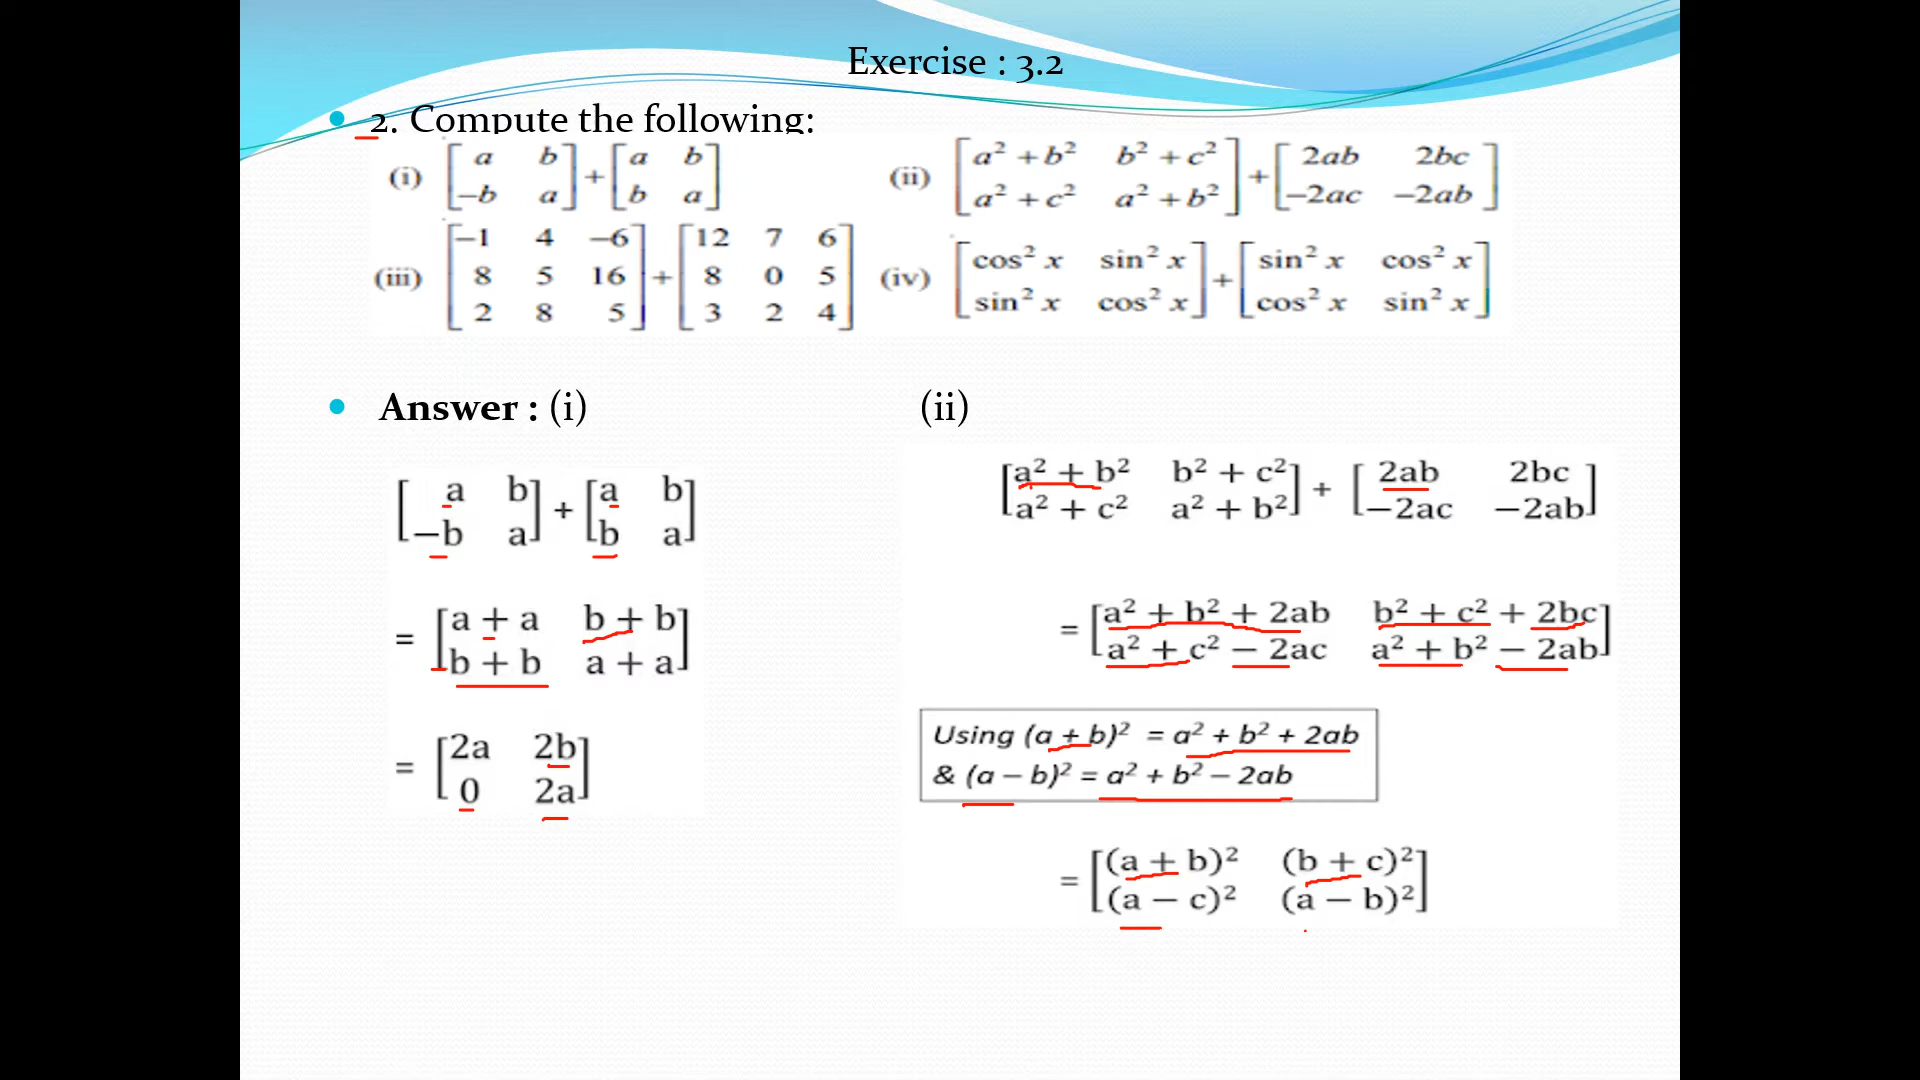 Exercise : 3.2
2. Compute the following:
(i) [a b; −b a] + [a b; b a]
(ii) [a² + b² b² + c²; a² + c² a² + b²] + [2ab 2bc; −2ac −2ab]
(iii) [−1 4 −6; 8 5 16; 2 8 5] + [12 7 6; 8 0 5; 3 2 4]
(iv) [cos² x sin² x; sin² x cos² x] + [sin² x cos² x; cos² x sin² x]
Answer : (i)
[a b; −b a] + [a b; b a]
= [a + a b + b; b + b a + a]
= [2a 2b; 0 2a]
(ii)
[a² + b² b² + c²; a² + c² a² + b²] + [2ab 2bc; −2ac −2ab]
= [a² + b² + 2ab b² + c² + 2bc; a² + c² − 2ac a² + b² − 2ab]
Using (a + b)² = a² + b² + 2ab
& (a − b)² = a² + b² − 2ab
= [(a + b)² (b + c)²; (a − c)² (a − b)²]